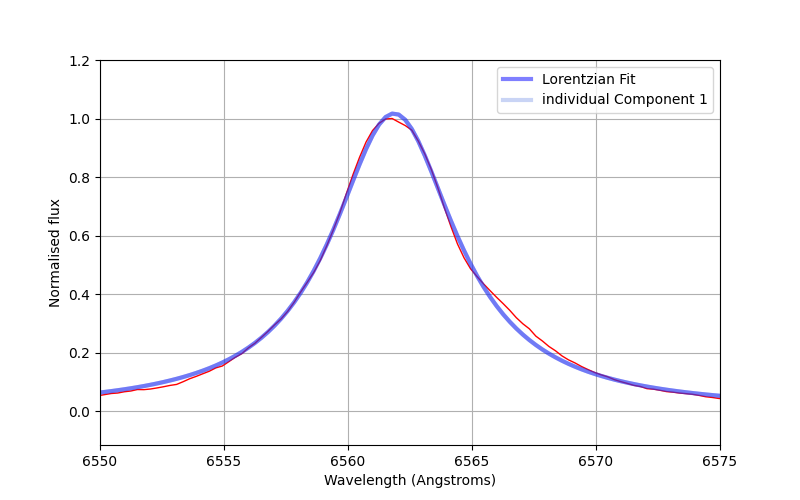 1.2
1.0
0.8
0.6
0.4
0.2
0.0
Normalised flux
Lorentzian Fit
individual Component 1
6550 6555 6560 6565 6570 6575
Wavelength (Angstroms)